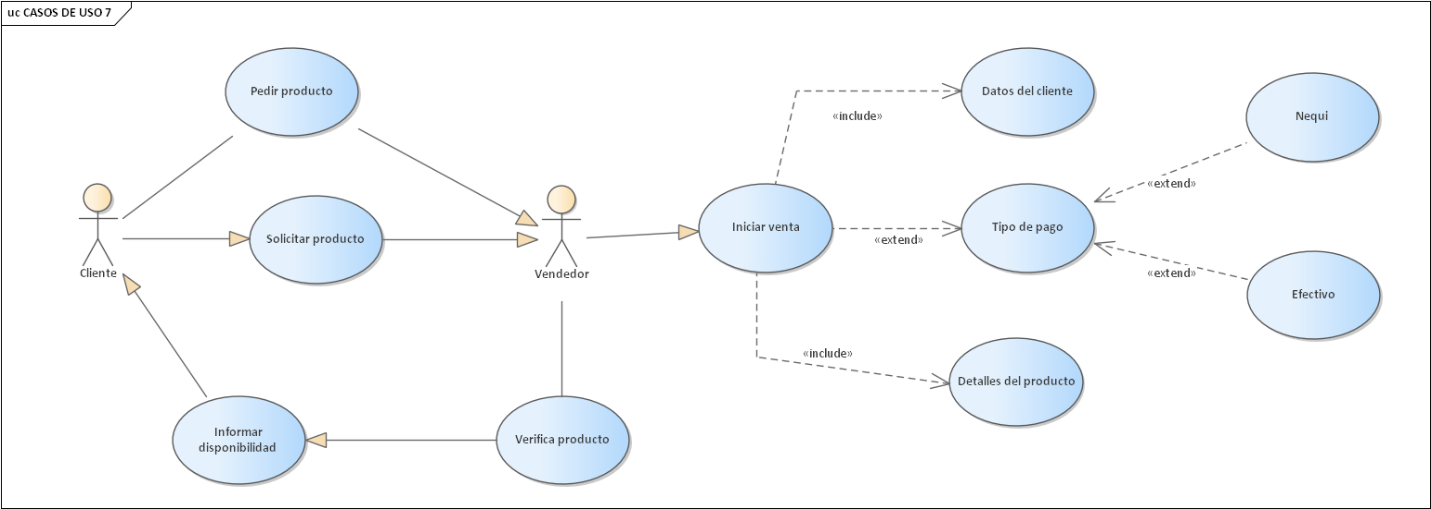 uc CASOS DE USO 7
Pedir producto
Datos del cliente
Nequi
«include»
«extend»
Solicitar producto
Iniciar venta
Tipo de pago
«extend»
Cliente
Vendedor
«extend»
Efectivo
«include»
Detalles del producto
Informar
disponibilidad
Verifica producto